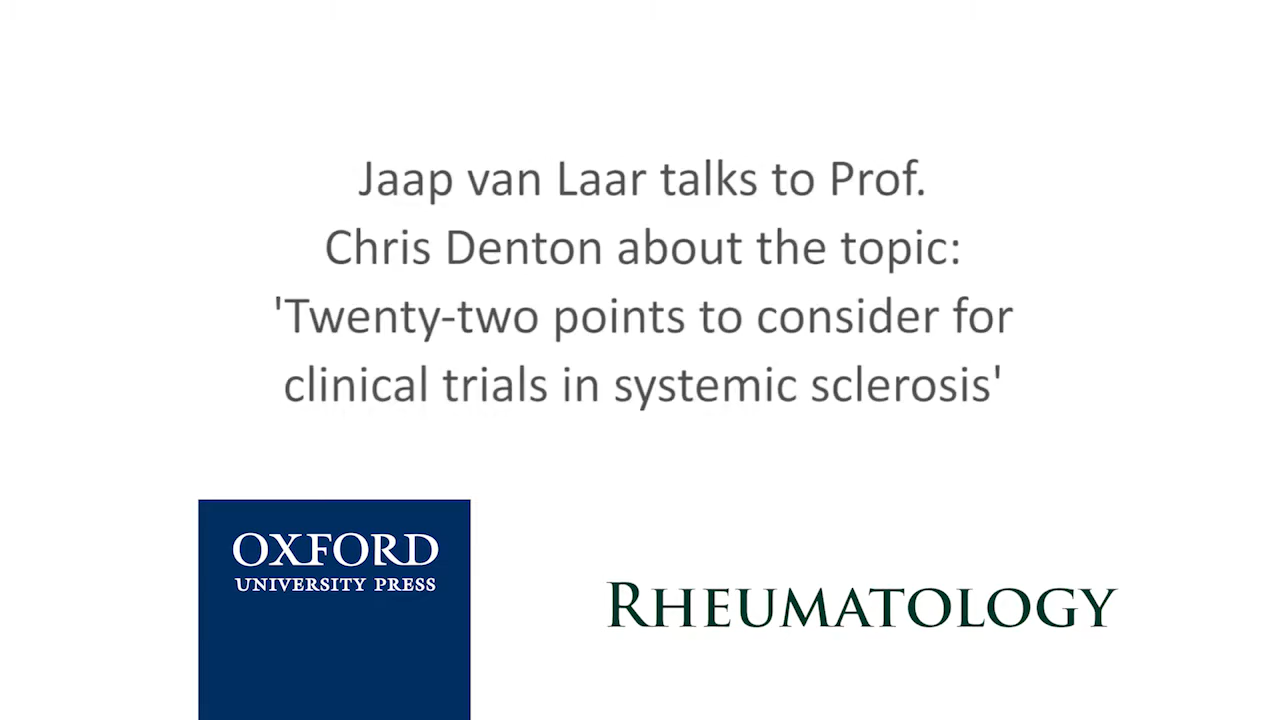 Jaap van Laar talks to Prof.
Chris Denton about the topic:
'Twenty-two points to consider for
clinical trials in systemic sclerosis'
OXFORD
UNIVERSITY PRESS
RHEUMATOLOGY